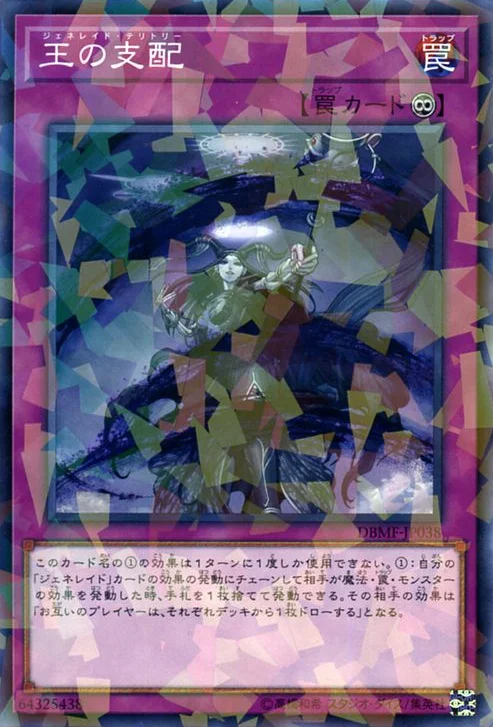 ジェネレイド・テリトリー
王の支配
トラップ
罠
トラップ
【罠カード】
DBMF-JP038
このカード名の①の効果は1ターンに1度しか使用できない。①:自分の
「ジェネレイド」カードの効果の発動にチェーンして相手が魔法・罠・モンスター
の効果を発動した時、手札を1枚捨てて発動できる。その相手の効果は
「お互いのプレイヤーは、それぞれデッキから1枚ドローする」となる。
64325438
©高橋和希 スタジオ・ダイス/集英社